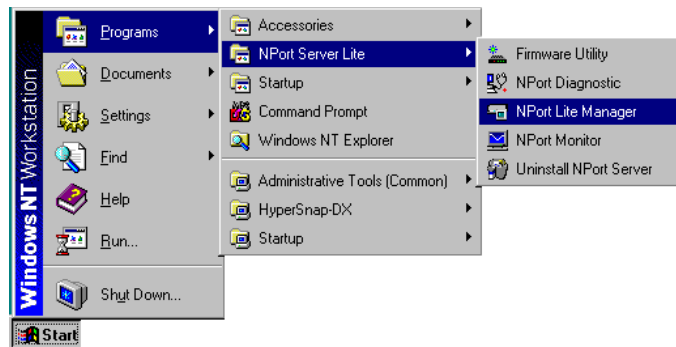 Windows NT Workstation
Programs
Documents
Settings
Find
Help
Run...
Shut Down...
Start
Accessories
NPort Server Lite
Startup
Command Prompt
Windows NT Explorer
Administrative Tools (Common)
HyperSnap-DX
Startup
Firmware Utility
NPort Diagnostic
NPort Lite Manager
NPort Monitor
Uninstall NPort Server